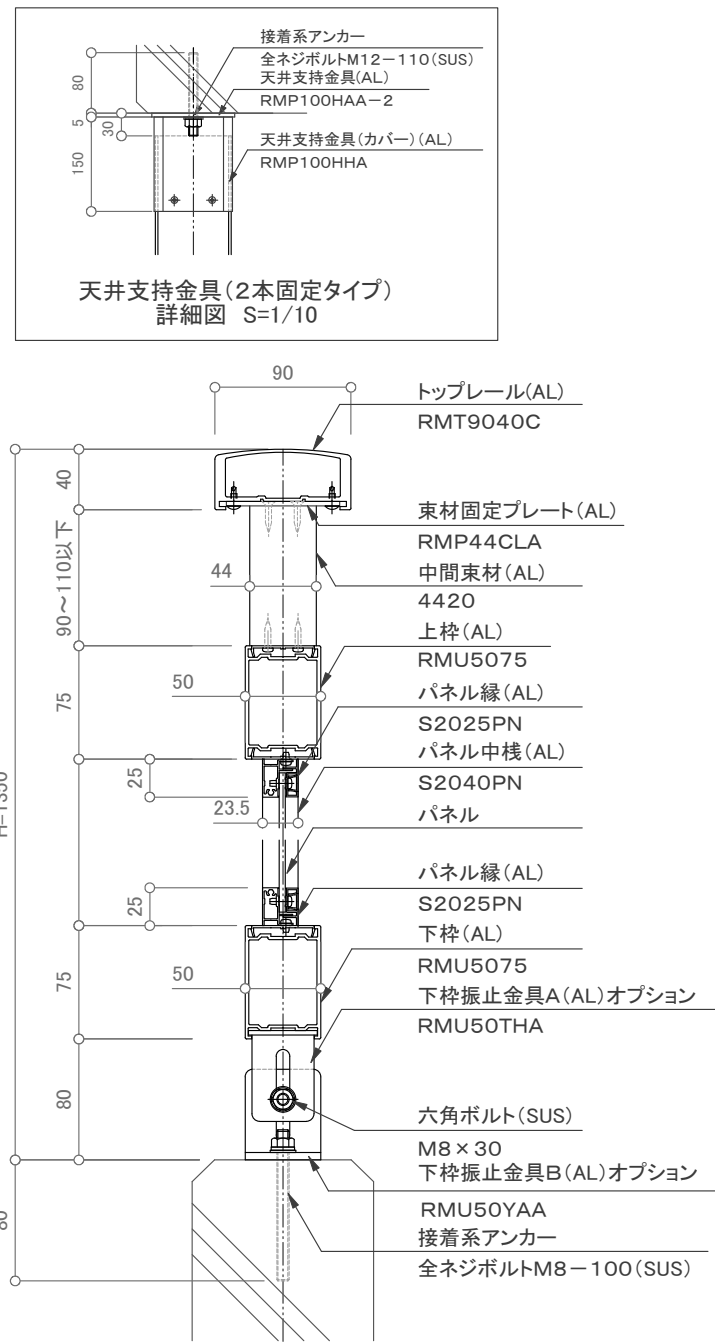 接着系アンカー
全ネジボルトM12－110(SUS)
天井支持金具(AL)
RMP100HAA－2
天井支持金具(カバー)(AL)
RMP100HHA
80
5
30
150
天井支持金具(2本固定タイプ)
詳細図 S=1/10
90
トップレール(AL)
RMT9040C
40
束材固定プレート(AL)
RMP44CLA
90～110以下
44
中間束材(AL)
4420
上枠(AL)
RMU5075
50
75
パネル縁(AL)
S2025PN
25
パネル中桟(AL)
S2040PN
23.5
パネル
H=1350
パネル縁(AL)
S2025PN
25
下枠(AL)
RMU5075
50
75
下枠振止金具A(AL)オプション
RMU50THA
80
六角ボルト(SUS)
M8×30
下枠振止金具B(AL)オプション
RMU50YAA
80
接着系アンカー
全ネジボルトM8－100(SUS)